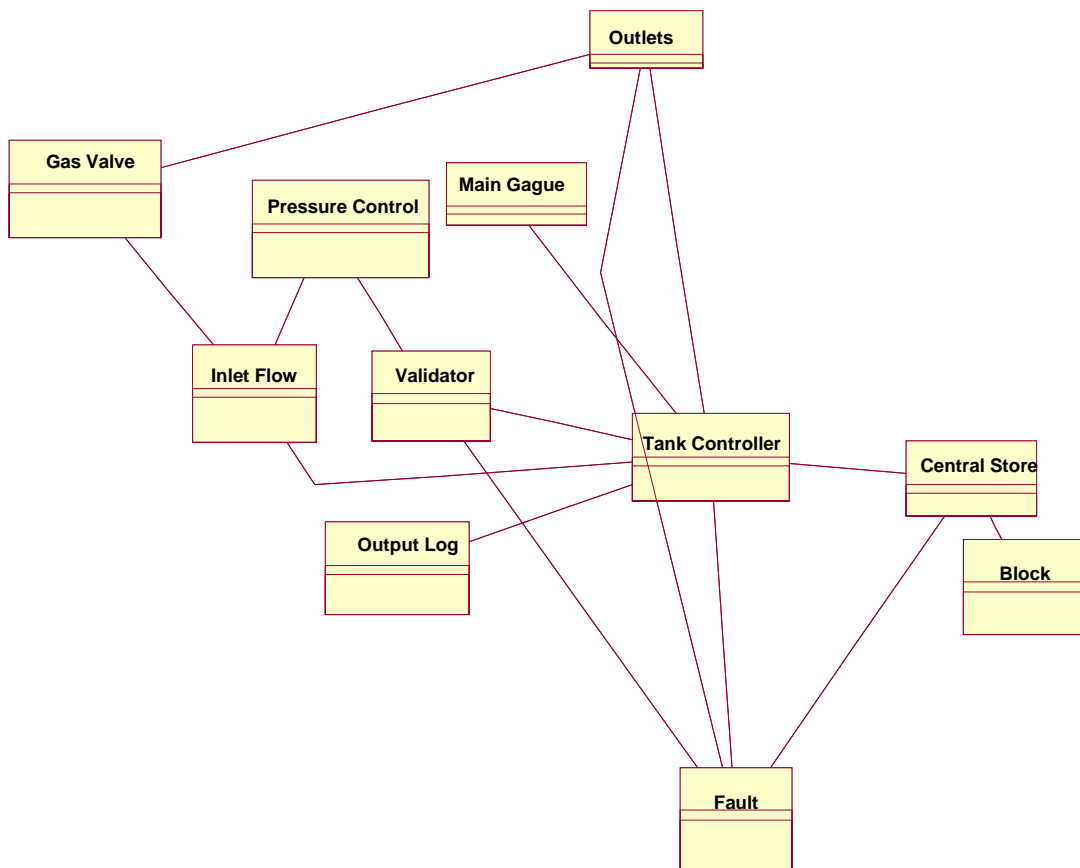 Outlets
Gas Valve
Main Gague
Pressure Control
Inlet Flow
Validator
Tank Controller
Central Store
Output Log
Block
Fault